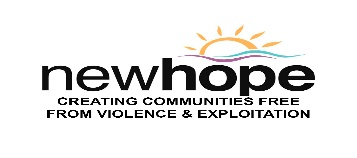 newhope
CREATING COMMUNITIES FREE
FROM VIOLENCE & EXPLOITATION